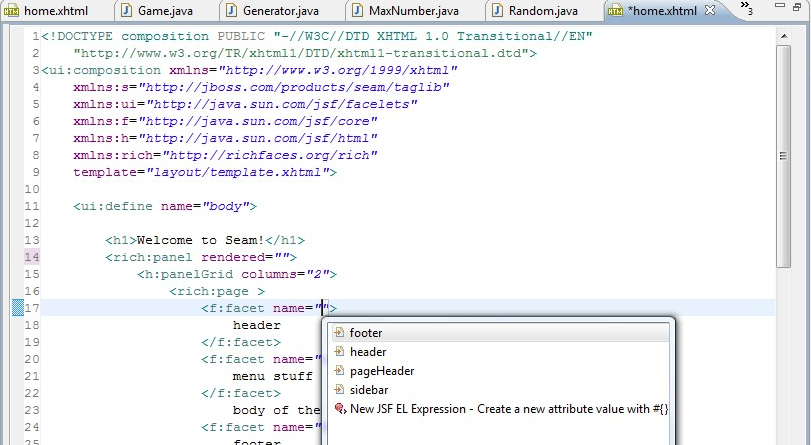 home.xhtml Game.java Generator.java MaxNumber.java Random.java *home.xhtml »3
1 <!DOCTYPE composition PUBLIC "-//W3C//DTD XHTML 1.0 Transitional//EN"
2 "http://www.w3.org/TR/xhtml1/DTD/xhtml1-transitional.dtd">
3 <ui:composition xmlns="http://www.w3.org/1999/xhtml"
4 xmlns:s="http://jboss.com/products/seam/taglib"
5 xmlns:ui="http://java.sun.com/jsf/facelets"
6 xmlns:f="http://java.sun.com/jsf/core"
7 xmlns:h="http://java.sun.com/jsf/html"
8 xmlns:rich="http://richfaces.org/rich"
9 template="layout/template.xhtml">
10
11 <ui:define name="body">
12
13 <h1>Welcome to Seam!</h1>
14 <rich:panel rendered="">
15 <h:panelGrid columns="2">
16 <rich:page >
17 <f:facet name="">
18 header
19 </f:facet>
20 <f:facet name="
21 menu stuff
22 </f:facet>
23 body of the
24 <f:facet name="
25 footer
footer
header
pageHeader
sidebar
New JSF EL Expression - Create a new attribute value with #{}